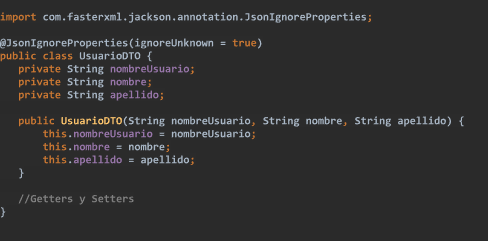 import com.fasterxml.jackson.annotation.JsonIgnoreProperties;
@JsonIgnoreProperties(ignoreUnknown = true)
public class UsuarioDTO {
private String nombreUsuario;
private String nombre;
private String apellido;
public UsuarioDTO(String nombreUsuario, String nombre, String apellido) {
this.nombreUsuario = nombreUsuario;
this.nombre = nombre;
this.apellido = apellido;
}
//Getters y Setters
}